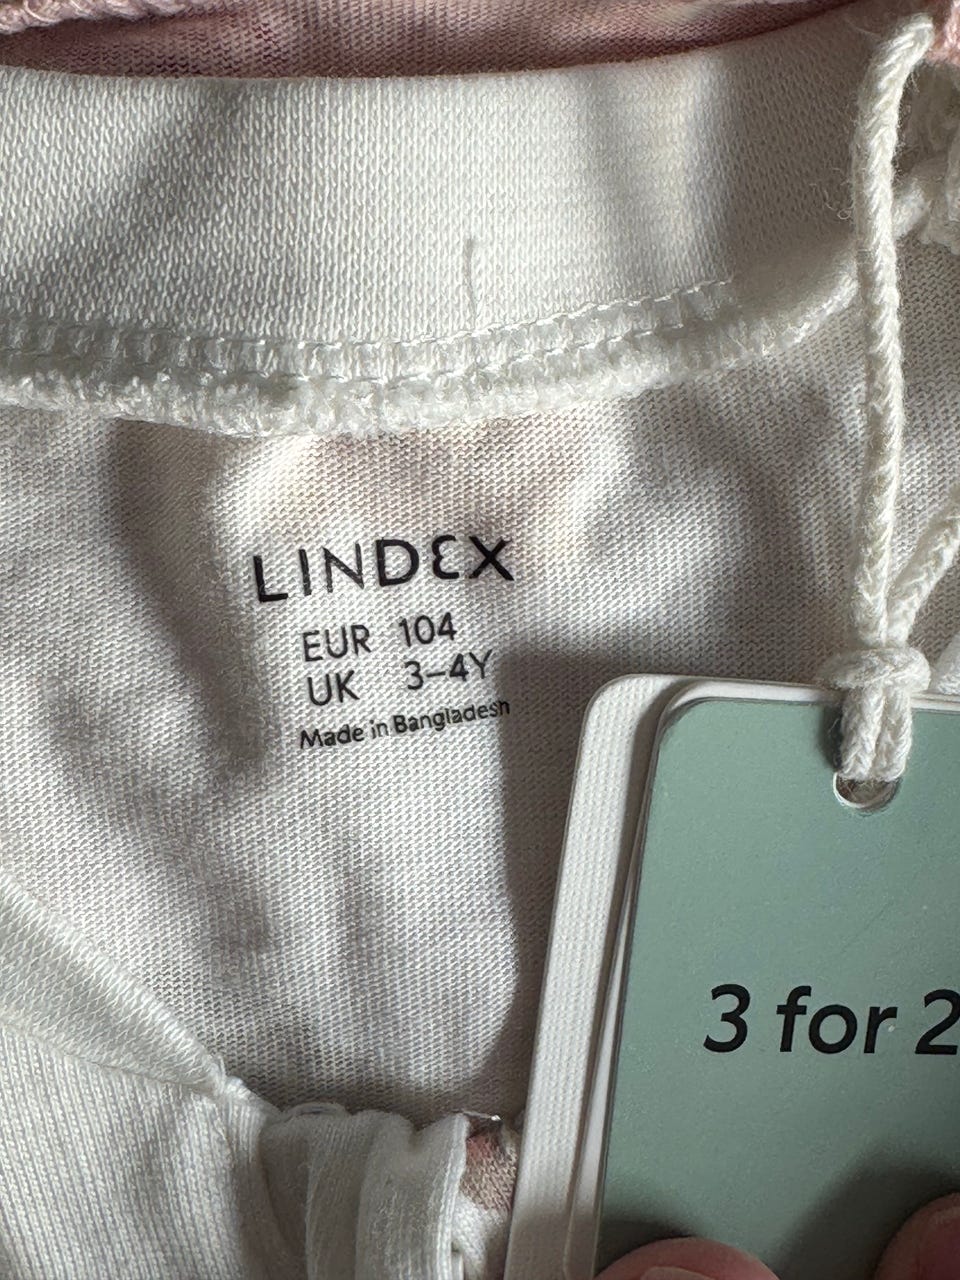 LINDEX
EUR 104
UK 3–4Y
Made in Bangladesh
3 for 2